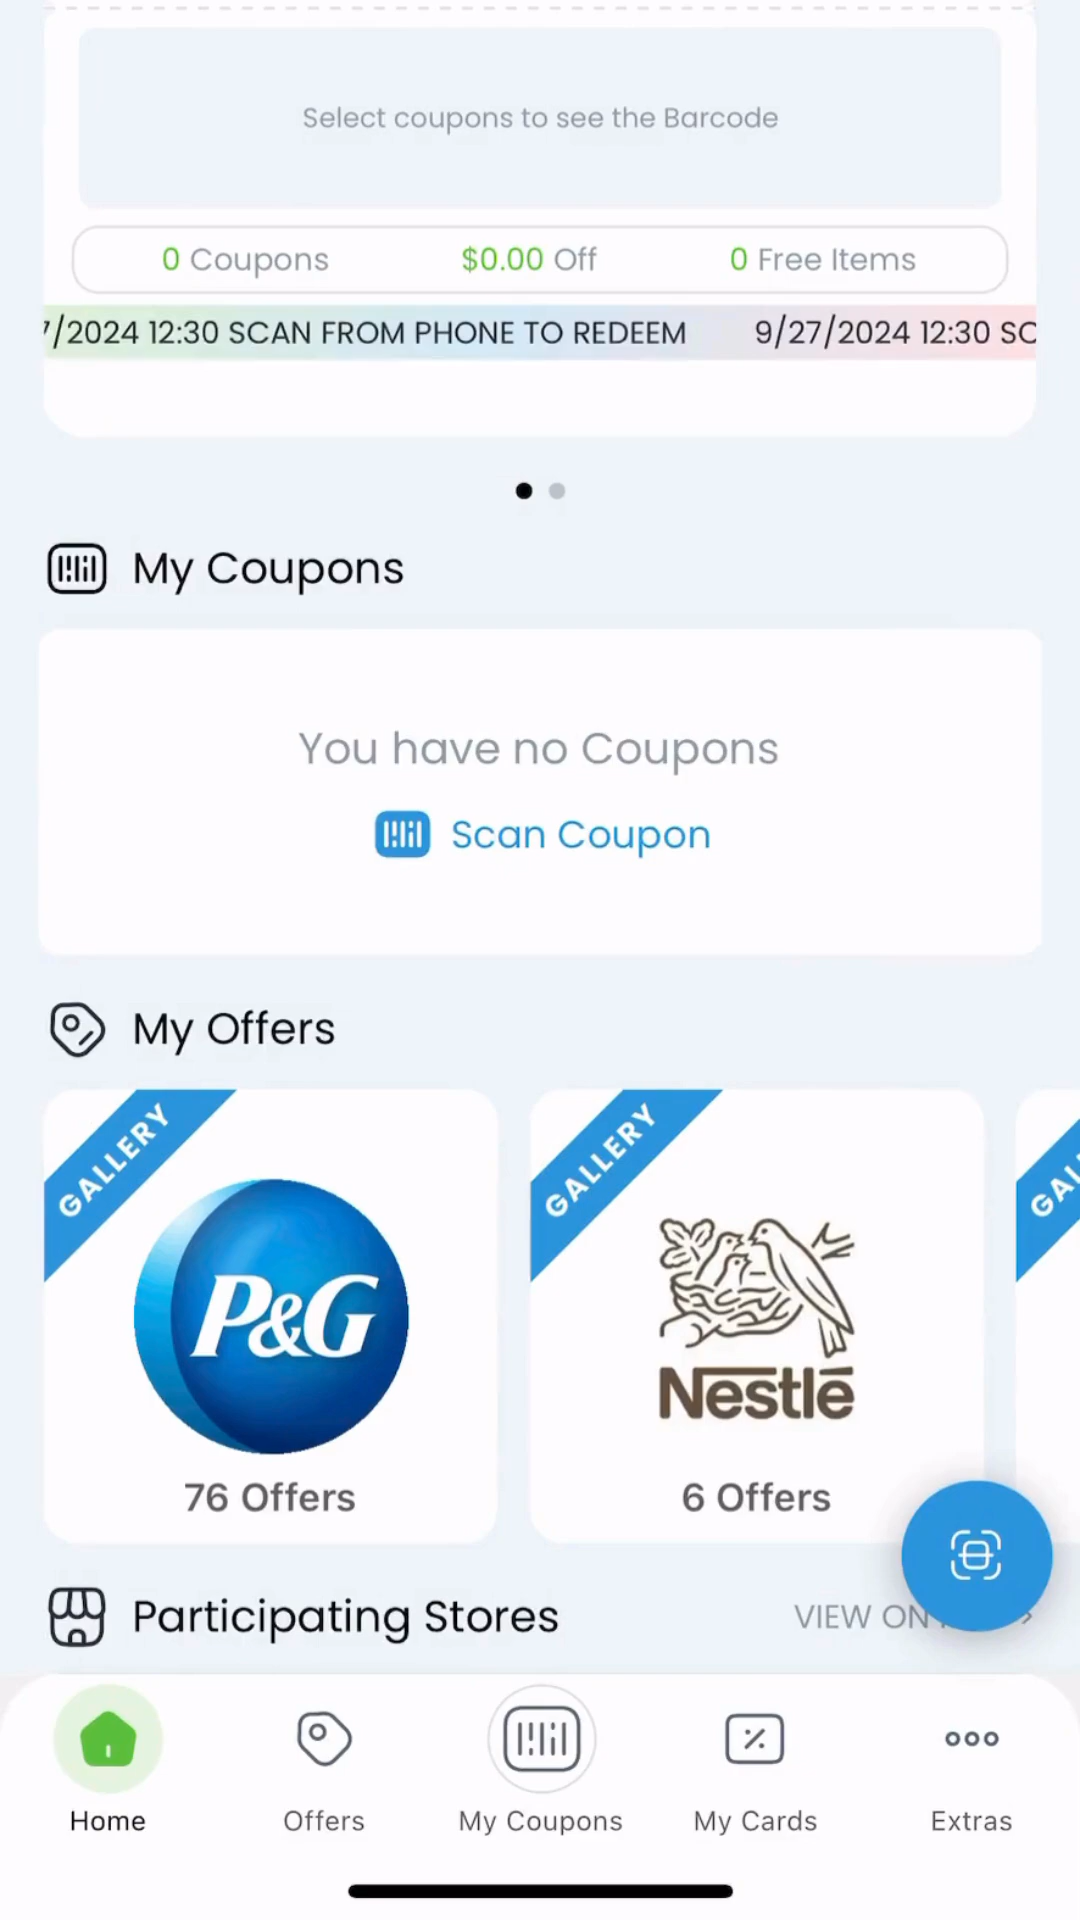 Select coupons to see the Barcode
0 Coupons $0.00 Off 0 Free Items
/2024 12:30 SCAN FROM PHONE TO REDEEM 9/27/2024 12:30
My Coupons
You have no Coupons
Scan Coupon
My Offers
GALLERY GALLERY
P&G
Nestlé
76 Offers 6 Offers
Participating Stores VIEW ON
Home Offers My Coupons My Cards Extras